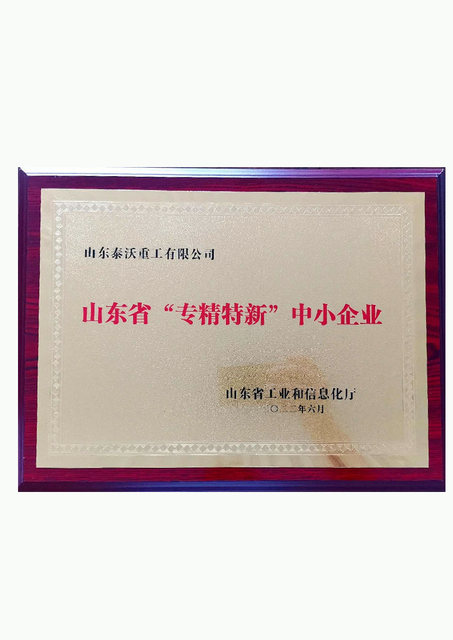 山东泰沃重工有限公司
山东省“专精特新”中小企业
山东省工业和信息化厅
二〇二二年六月